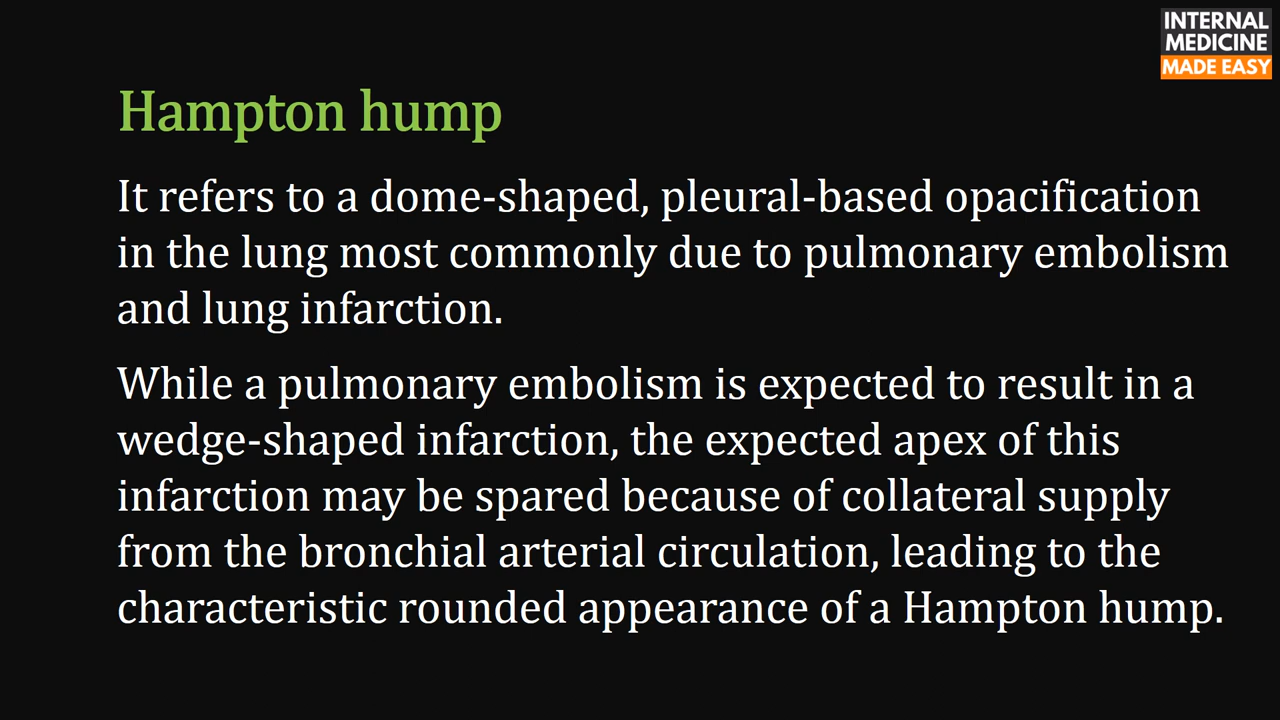 INTERNAL
MEDICINE
MADE EASY
Hampton hump
It refers to a dome-shaped, pleural-based opacification
in the lung most commonly due to pulmonary embolism
and lung infarction.
While a pulmonary embolism is expected to result in a
wedge-shaped infarction, the expected apex of this
infarction may be spared because of collateral supply
from the bronchial arterial circulation, leading to the
characteristic rounded appearance of a Hampton hump.